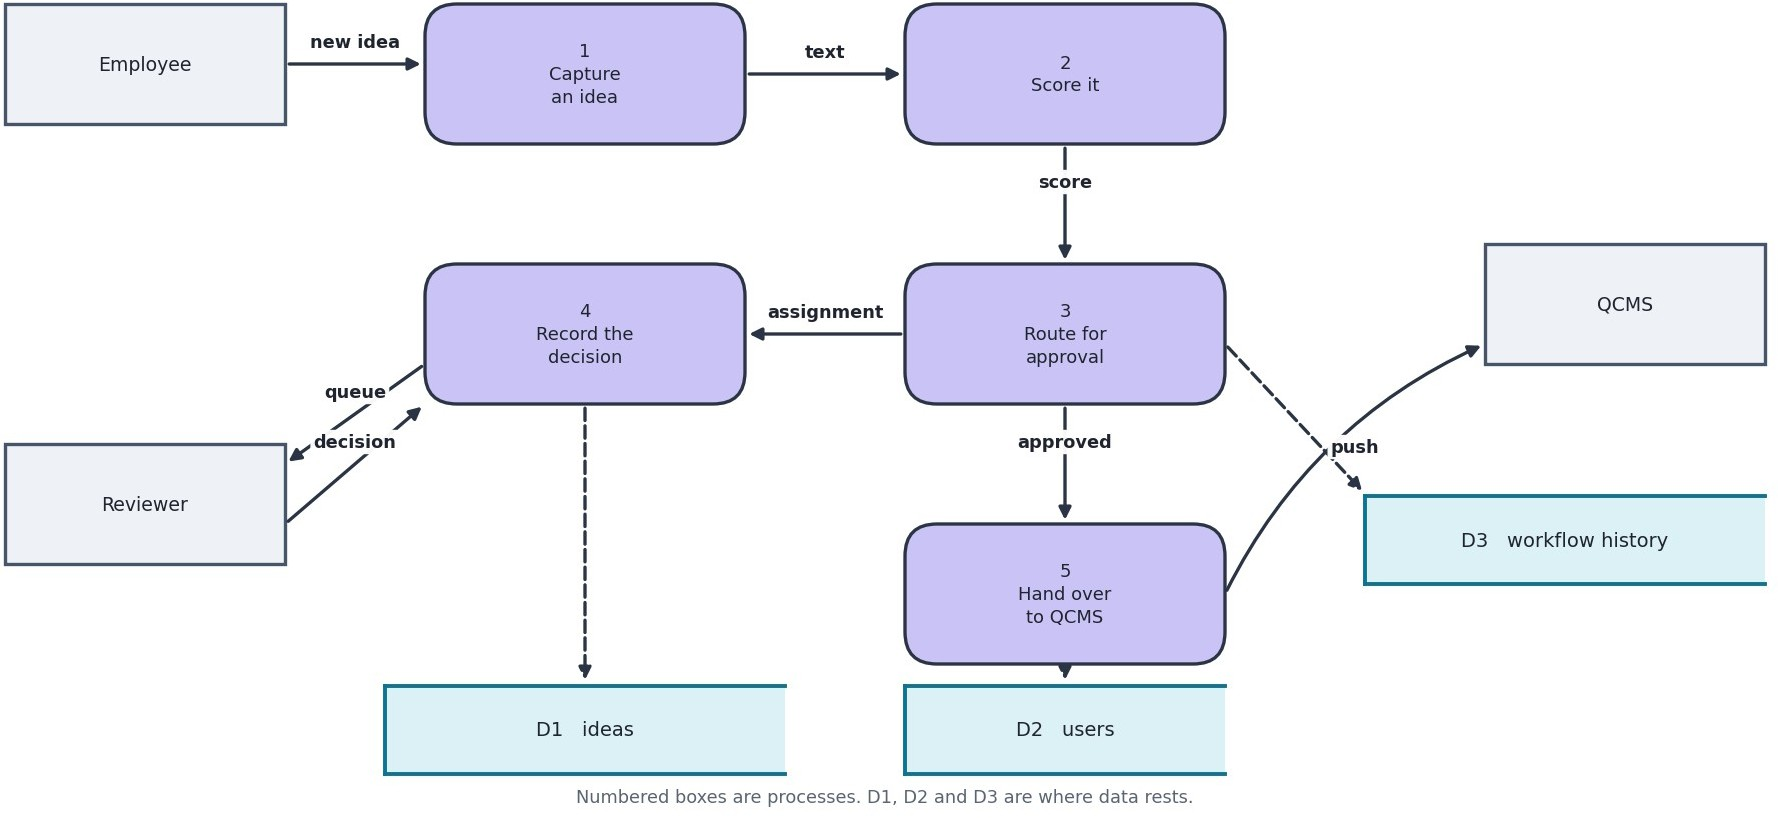 Employee
new idea
1
Capture
an idea
text
2
Score it
score
4
Record the
decision
assignment
3
Route for
approval
QCMS
queue
decision
Reviewer
approved
push
D3   workflow history
5
Hand over
to QCMS
D1   ideas
D2   users
Numbered boxes are processes. D1, D2 and D3 are where data rests.